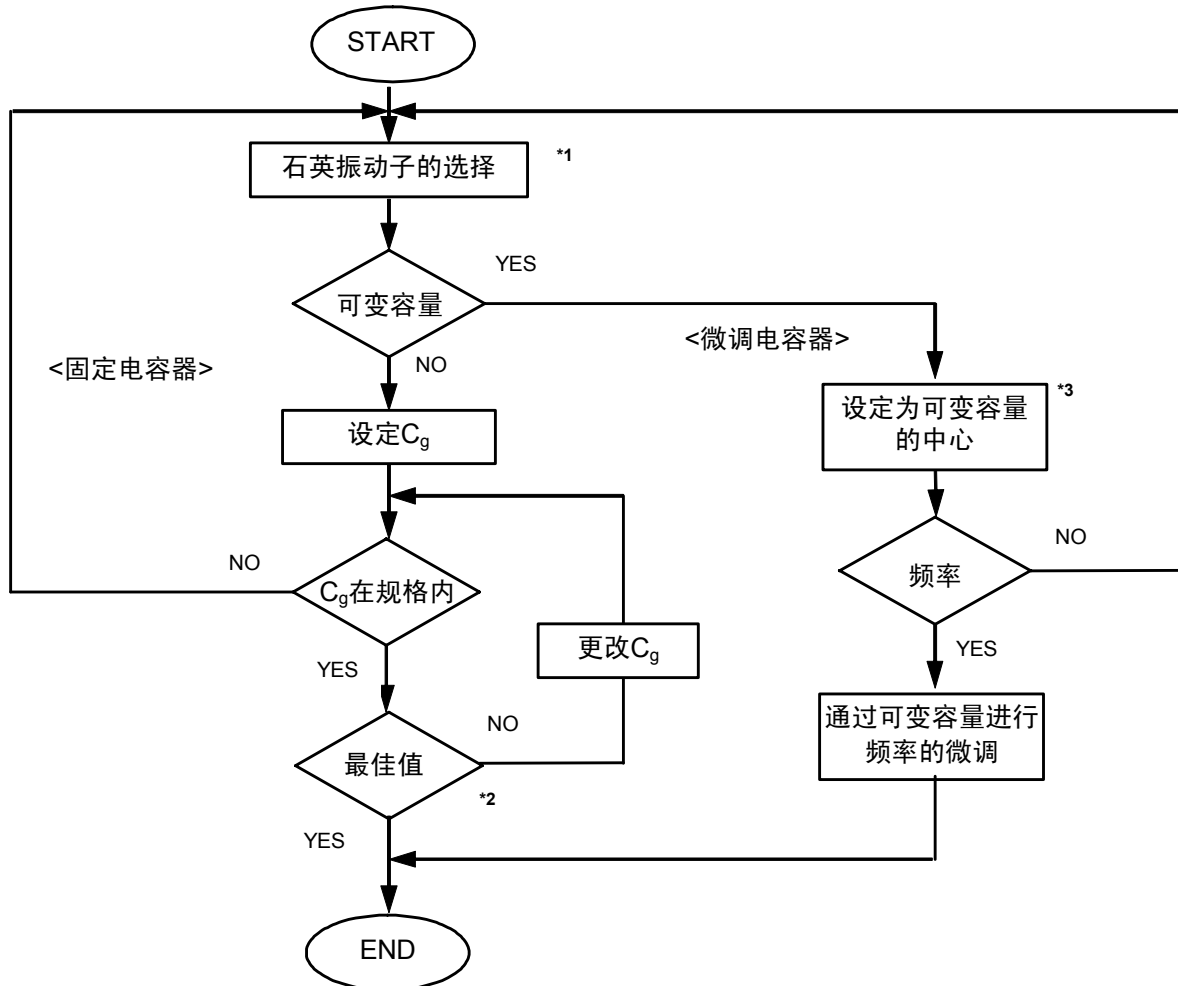 START
石英振动子的选择
*1
YES
可变容量
<固定电容器>
NO
<微调电容器>
设定Cg
设定为可变容量
的中心
*3
NO
Cg在规格内
频率
NO
YES
更改Cg
YES
最佳值
NO
*2
通过可变容量进行
频率的微调
YES
END